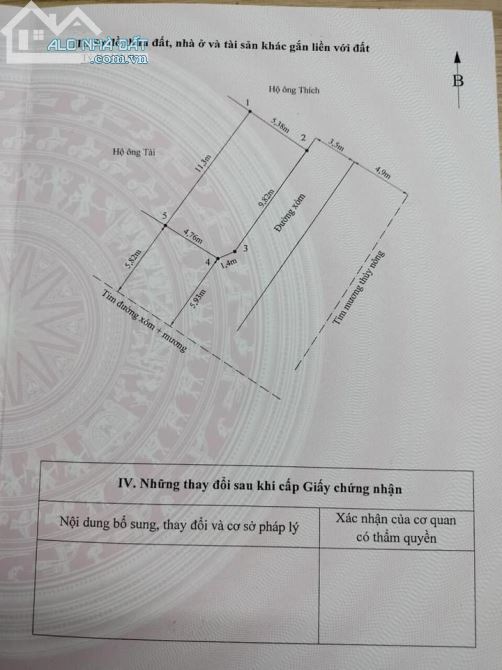 ALO NHÀ ĐẤT
.com.vn
đất, nhà ở và tài sản khác gắn liền với đất
B
Hộ ông Thích
1
5,38m
2
3,5m
4,9m
Hộ ông Tài
11,3m
9,82m
Đường xóm
5
4,76m
4
3
1,4m
5,82m
5,93m
Tim mương thủy nông
Tim đường xóm + mương
IV. Những thay đổi sau khi cấp Giấy chứng nhận
Nội dung bổ sung, thay đổi và cơ sở pháp lý
Xác nhận của cơ quan
có thẩm quyền